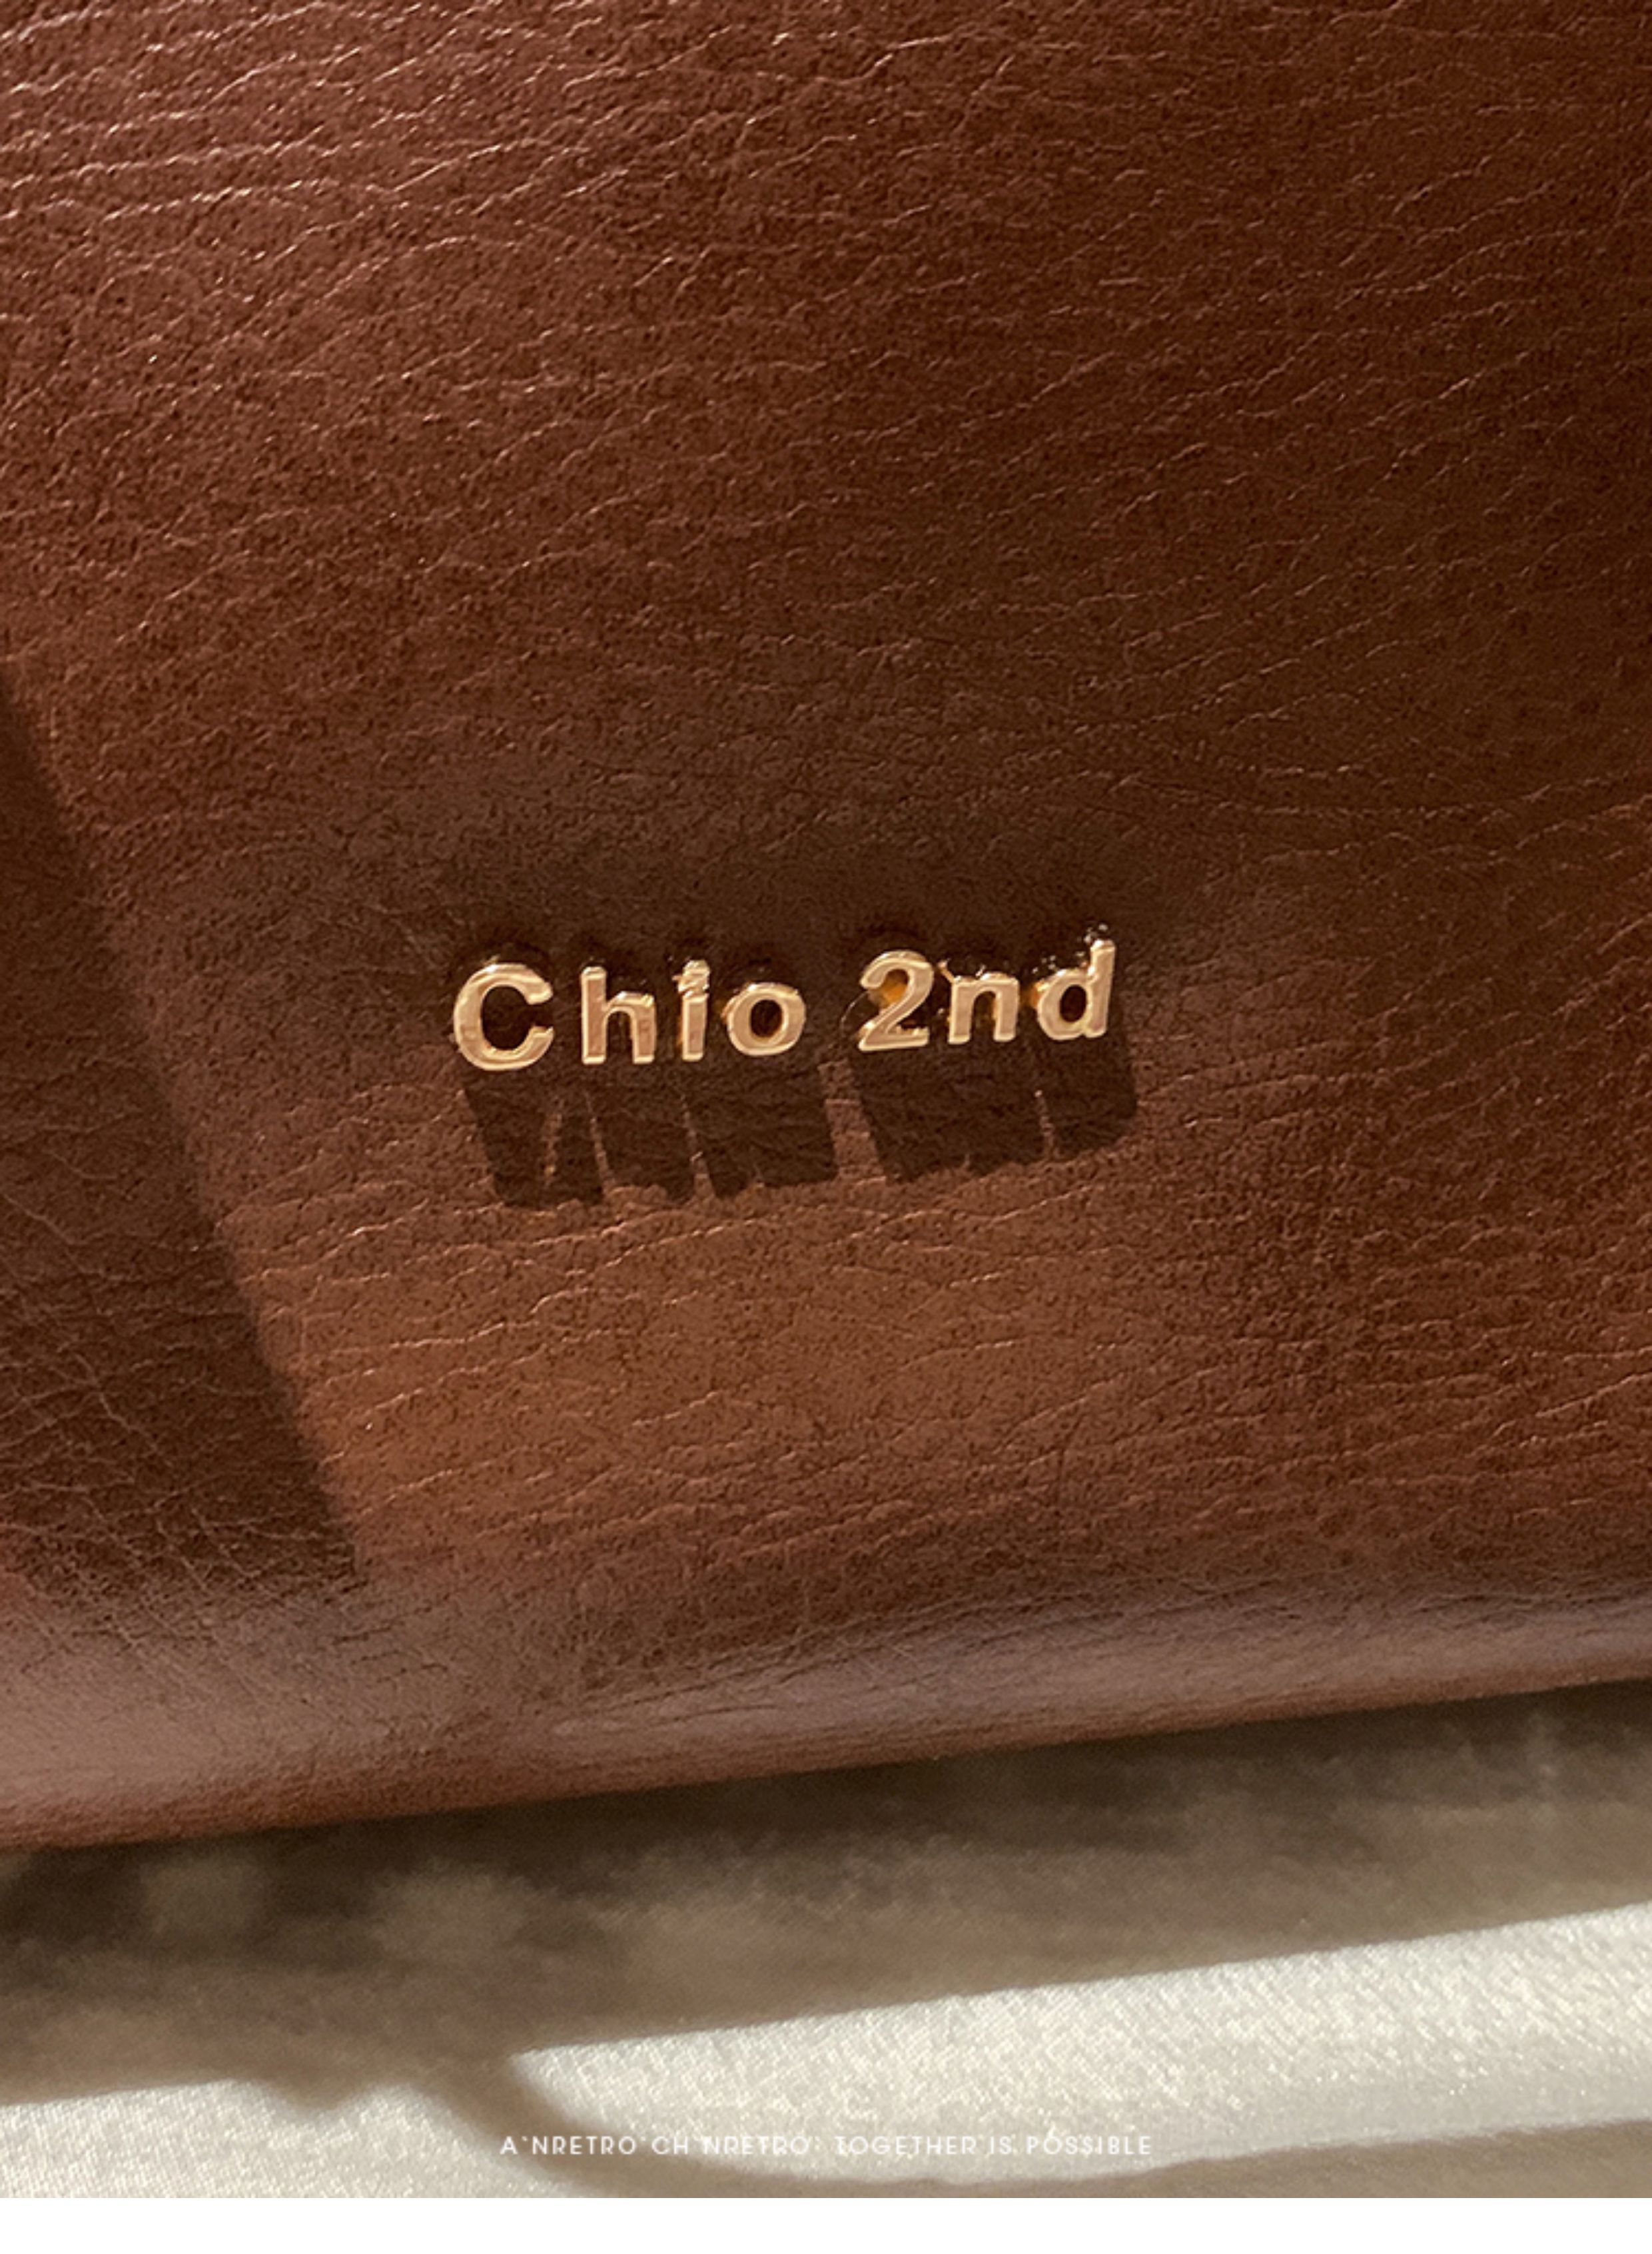 Chio 2nd
A`NRETRO`CH`NRETRO: TOGETHER IS POSSIBLE